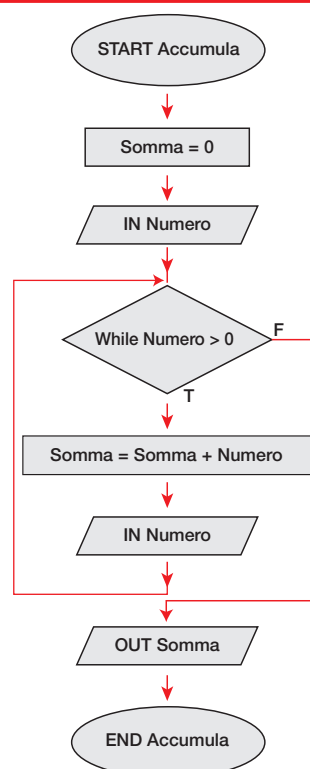 START Accumula
Somma = 0
IN Numero
While Numero > 0
F
T
Somma = Somma + Numero
IN Numero
OUT Somma
END Accumula